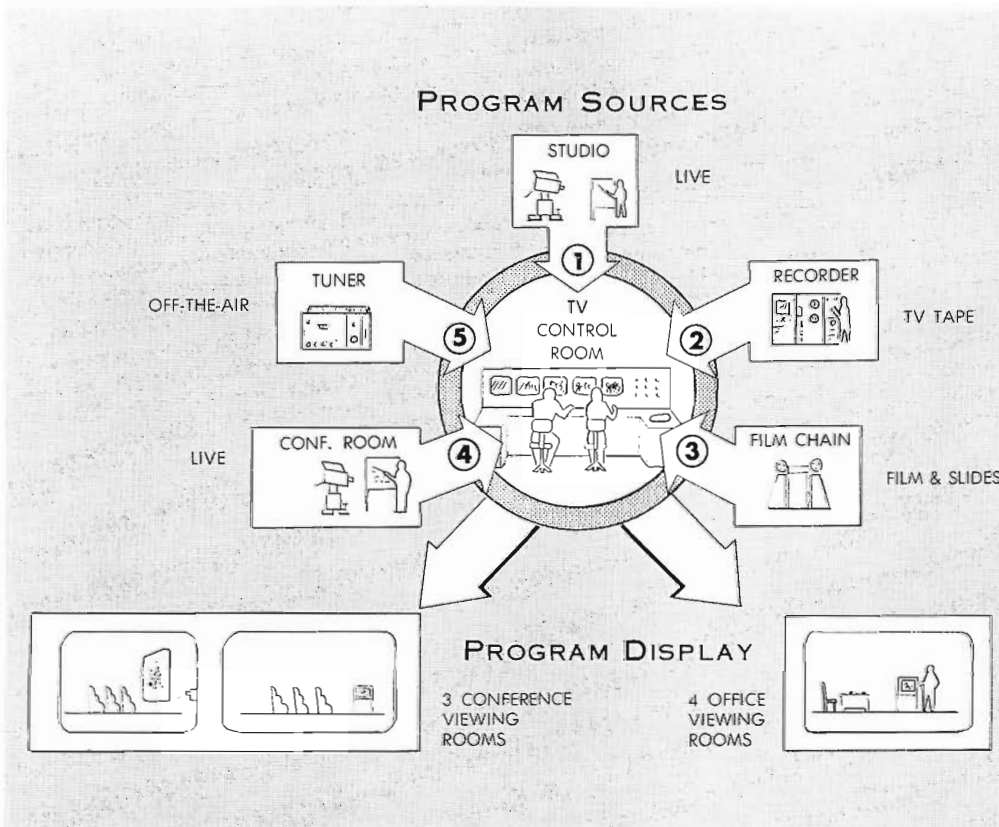 PROGRAM SOURCES
STUDIO
LIVE
1
TUNER
OFF-THE-AIR
5
RECORDER
TV TAPE
2
TV
CONTROL
ROOM
CONF. ROOM
LIVE
4
FILM CHAIN
FILM & SLIDES
3
PROGRAM DISPLAY
3 CONFERENCE
VIEWING
ROOMS
4 OFFICE
VIEWING
ROOMS